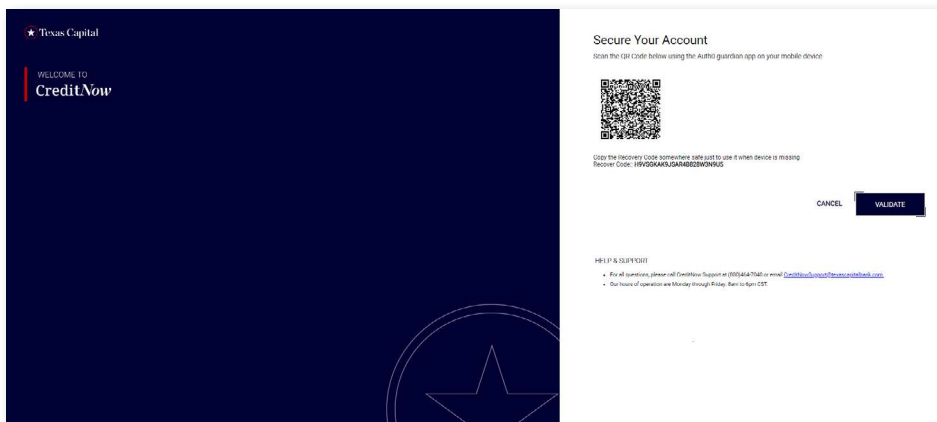 Texas Capital
WELCOME TO
CreditNow
Secure Your Account
Scan the QR Code below using the Auth0 guardian app on your mobile device
Copy the Recovery Code somewhere safe just to use it when device is missing
Recover Code:
CANCEL
VALIDATE
HELP & SUPPORT
For all questions, please call CreditNow Support at (800)464-7040 or email CreditNowSupport@texascapitalbank.com.
Our hours of operation are Monday through Friday, 8am to 6pm CST.